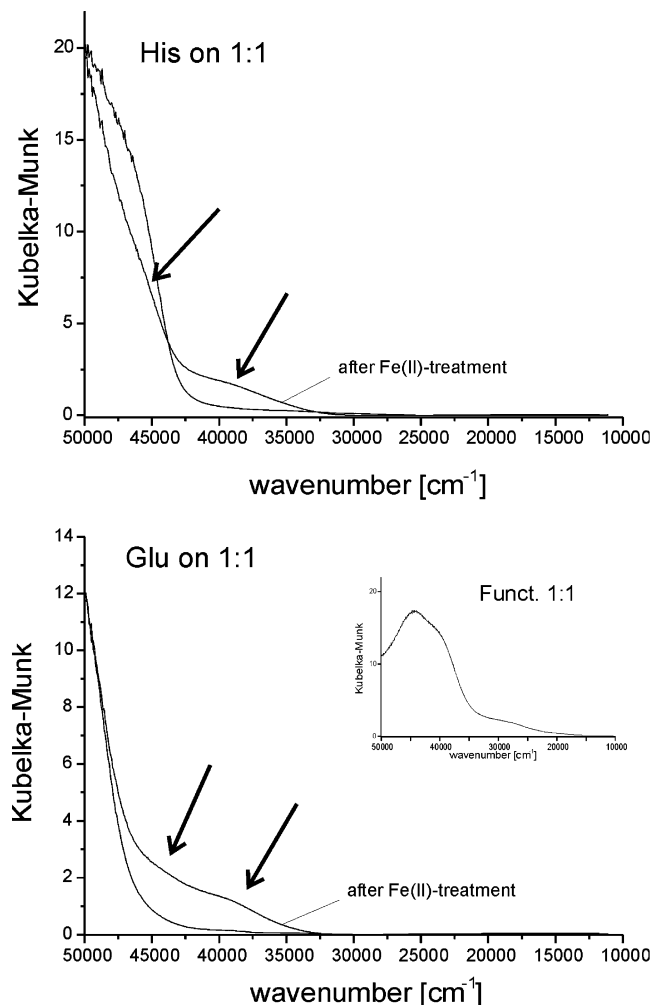 His on 1:1
Kubelka-Munk
20
15
10
5
0
after Fe(II)-treatment
50000 45000 40000 35000 30000 25000 20000 15000 10000
wavenumber [cm-1]
Glu on 1:1
Kubelka-Munk
14
12
10
8
6
4
2
0
after Fe(II)-treatment
50000 45000 40000 35000 30000 25000 20000 15000 10000
wavenumber [cm-1]
Funct. 1:1
Kubelka-Munk
20
10
0
50000 40000 30000 20000 10000
wavenumber [cm-1]